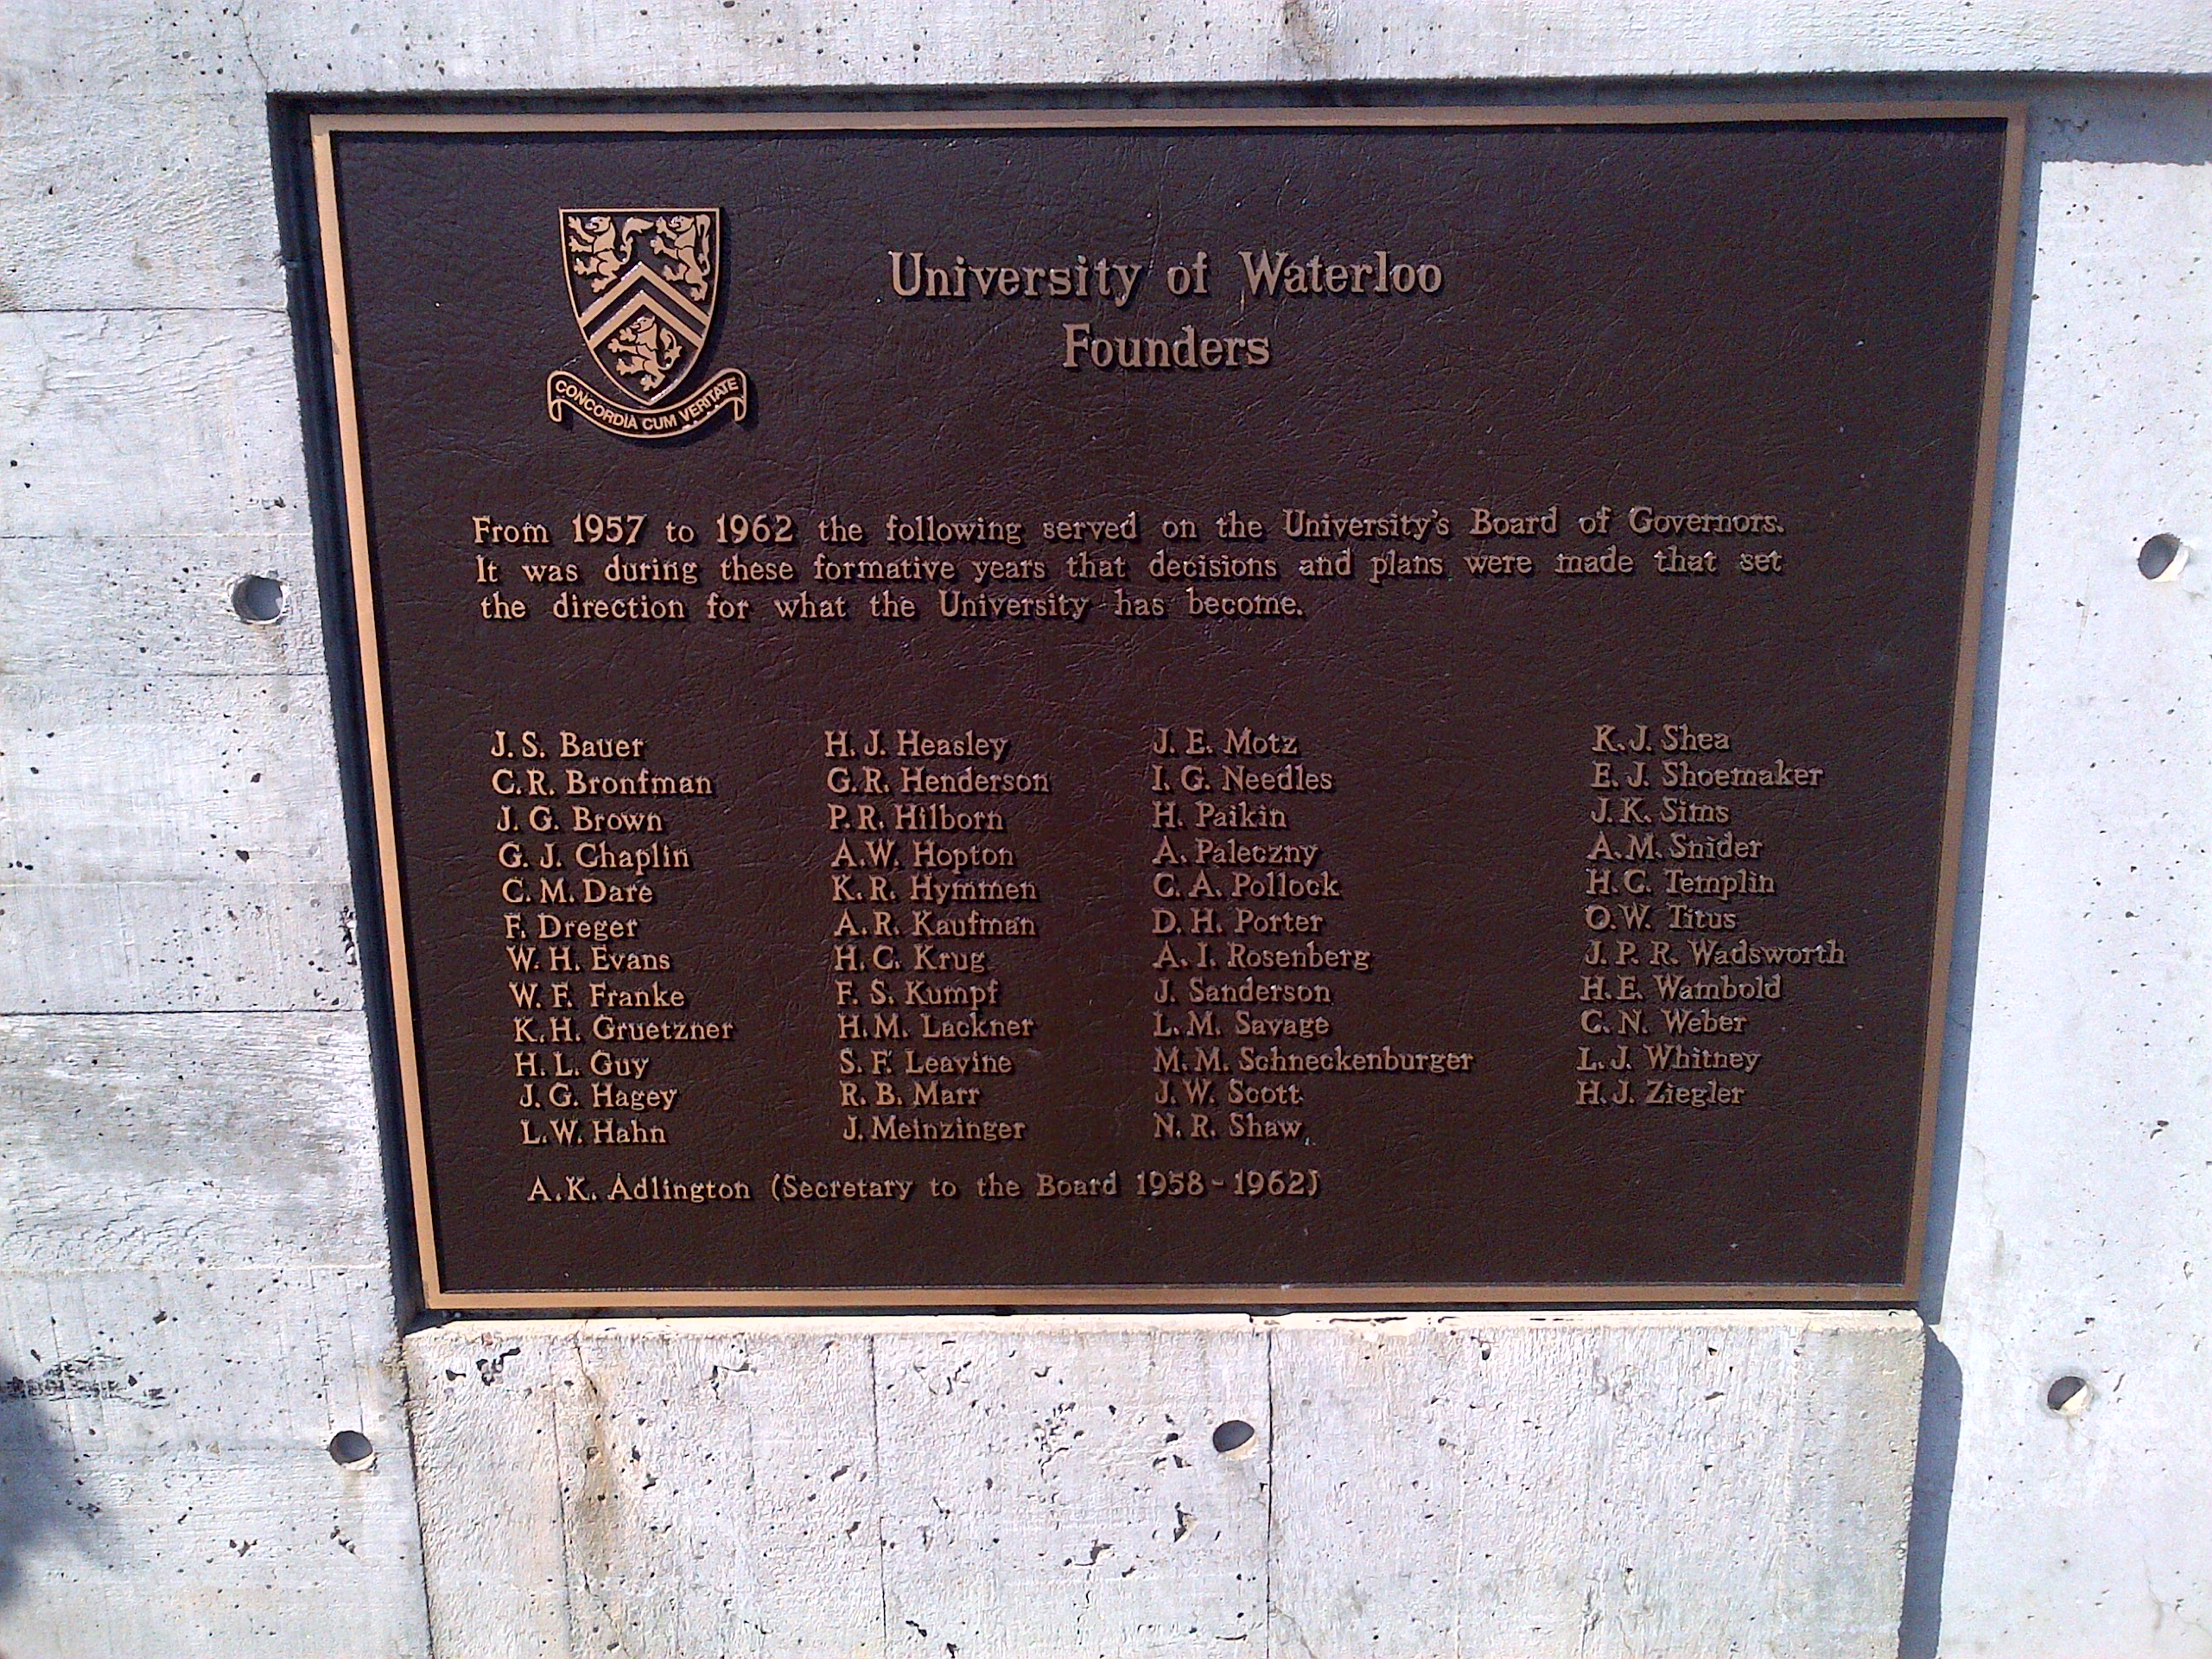 CONCORDIA CUM VERITATE
University of Waterloo
Founders
From 1957 to 1962 the following served on the University's Board of Governors.
It was during these formative years that decisions and plans were made that set
the direction for what the University has become.
J. S. Bauer
C. R. Bronfman
J. G. Brown
G. J. Chaplin
C. M. Dare
F. Dreger
W. H. Evans
W. F. Franke
K. H. Gruetzner
H. L. Guy
J. G. Hagey
L. W. Hahn
H. J. Heasley
G. R. Henderson
P. R. Hilborn
A. W. Hopton
K. R. Hymmen
A. R. Kaufman
H. C. Krug
F. S. Kumpf
H. M. Lackner
S. F. Leavine
R. B. Marr
J. Meinzinger
J. E. Motz
I. G. Needles
H. Paikin
A. Paleczny
C. A. Pollock
D. H. Porter
A. I. Rosenberg
J. Sanderson
L. M. Savage
M. M. Schneckenburger
J. W. Scott
N. R. Shaw
K. J. Shea
E. J. Shoemaker
J. K. Sims
A. M. Snider
H. C. Templin
O. W. Titus
J. P. R. Wadsworth
H. E. Wambold
C. N. Weber
L. J. Whitney
H. J. Ziegler
A. K. Adlington (Secretary to the Board 1958 - 1962)